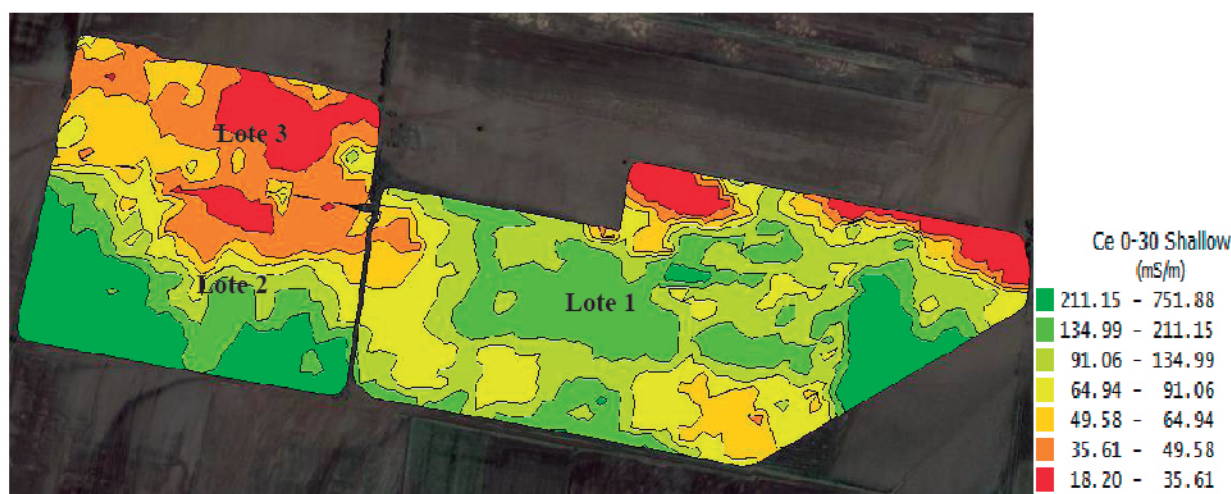 Lote 3
Lote 2
Lote 1
Ce 0-30 Shallow
(mS/m)
211.15 - 751.88
134.99 - 211.15
91.06 - 134.99
64.94 - 91.06
49.58 - 64.94
35.61 - 49.58
18.20 - 35.61